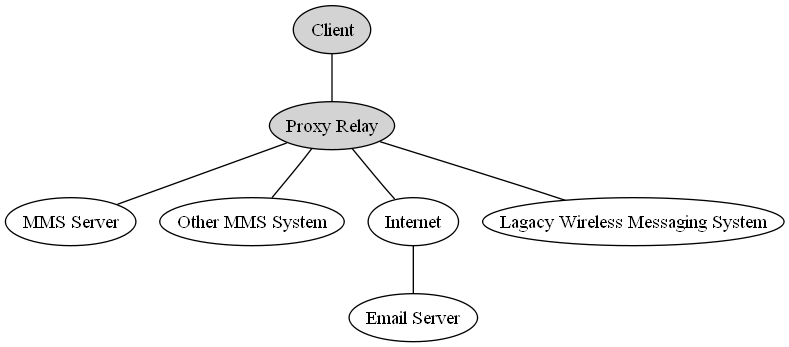 Client
Proxy Relay
MMS Server
Other MMS System
Internet
Lagacy Wireless Messaging System
Email Server